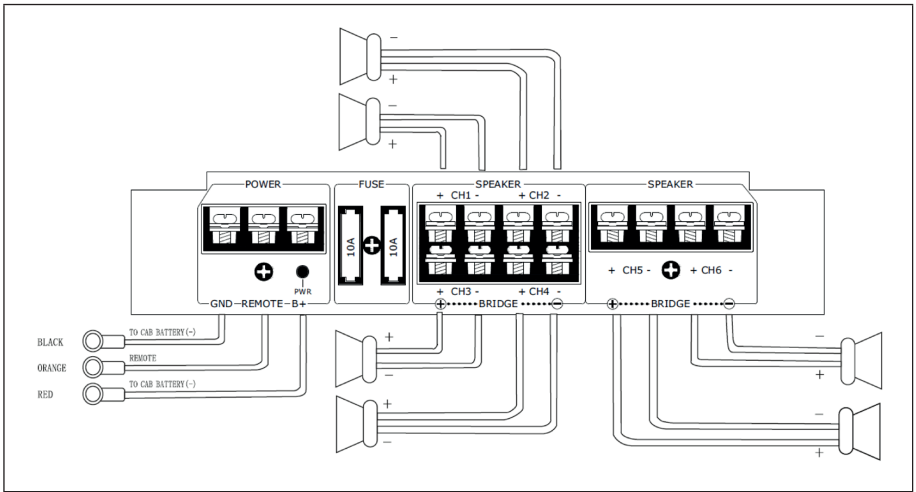 -
+
-
+
POWER
FUSE
SPEAKER
SPEAKER
+ CH1 -
+ CH2 -
10A
10A
PWR
+ CH5 -
+ CH6 -
+ CH3 -
+ CH4 -
GND REMOTE B+
+ BRIDGE -
+ BRIDGE -
BLACK
TO CAB BATTERY(-)
ORANGE
REMOTE
RED
TO CAB BATTERY(-)
+
-
+
-
-
+
-
+